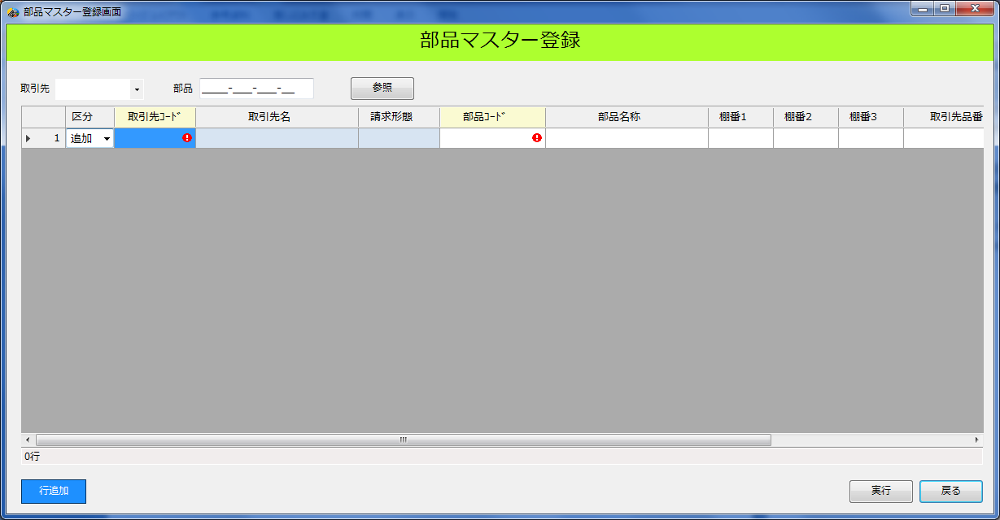 部品マスター登録画面
部品マスター登録
取引先 部品 _____-____-____-___ 参照
区分 取引先ｺｰﾄﾞ 取引先名 請求形態 部品ｺｰﾄﾞ 部品名称 棚番1 棚番2 棚番3 取引先品番
1 追加
0行
行追加 実行 戻る